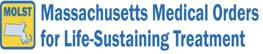 MOLST
Massachusetts Medical Orders
for Life-Sustaining Treatment